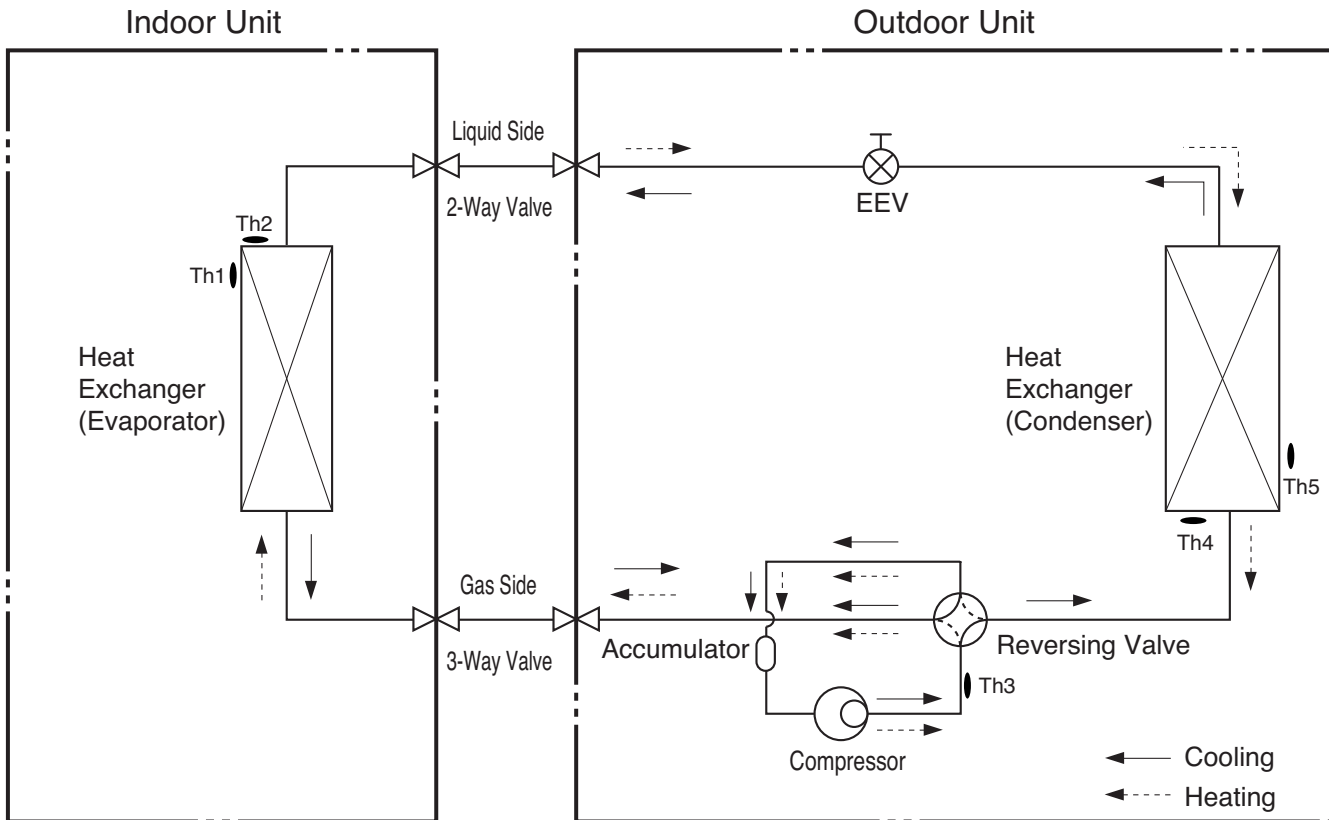 Indoor Unit
Outdoor Unit
Liquid Side
2-Way Valve
EEV
Th2
Th1
Heat
Exchanger
(Evaporator)
Heat
Exchanger
(Condenser)
Th5
Th4
Gas Side
3-Way Valve
Accumulator
Reversing Valve
Th3
Compressor
Cooling
Heating